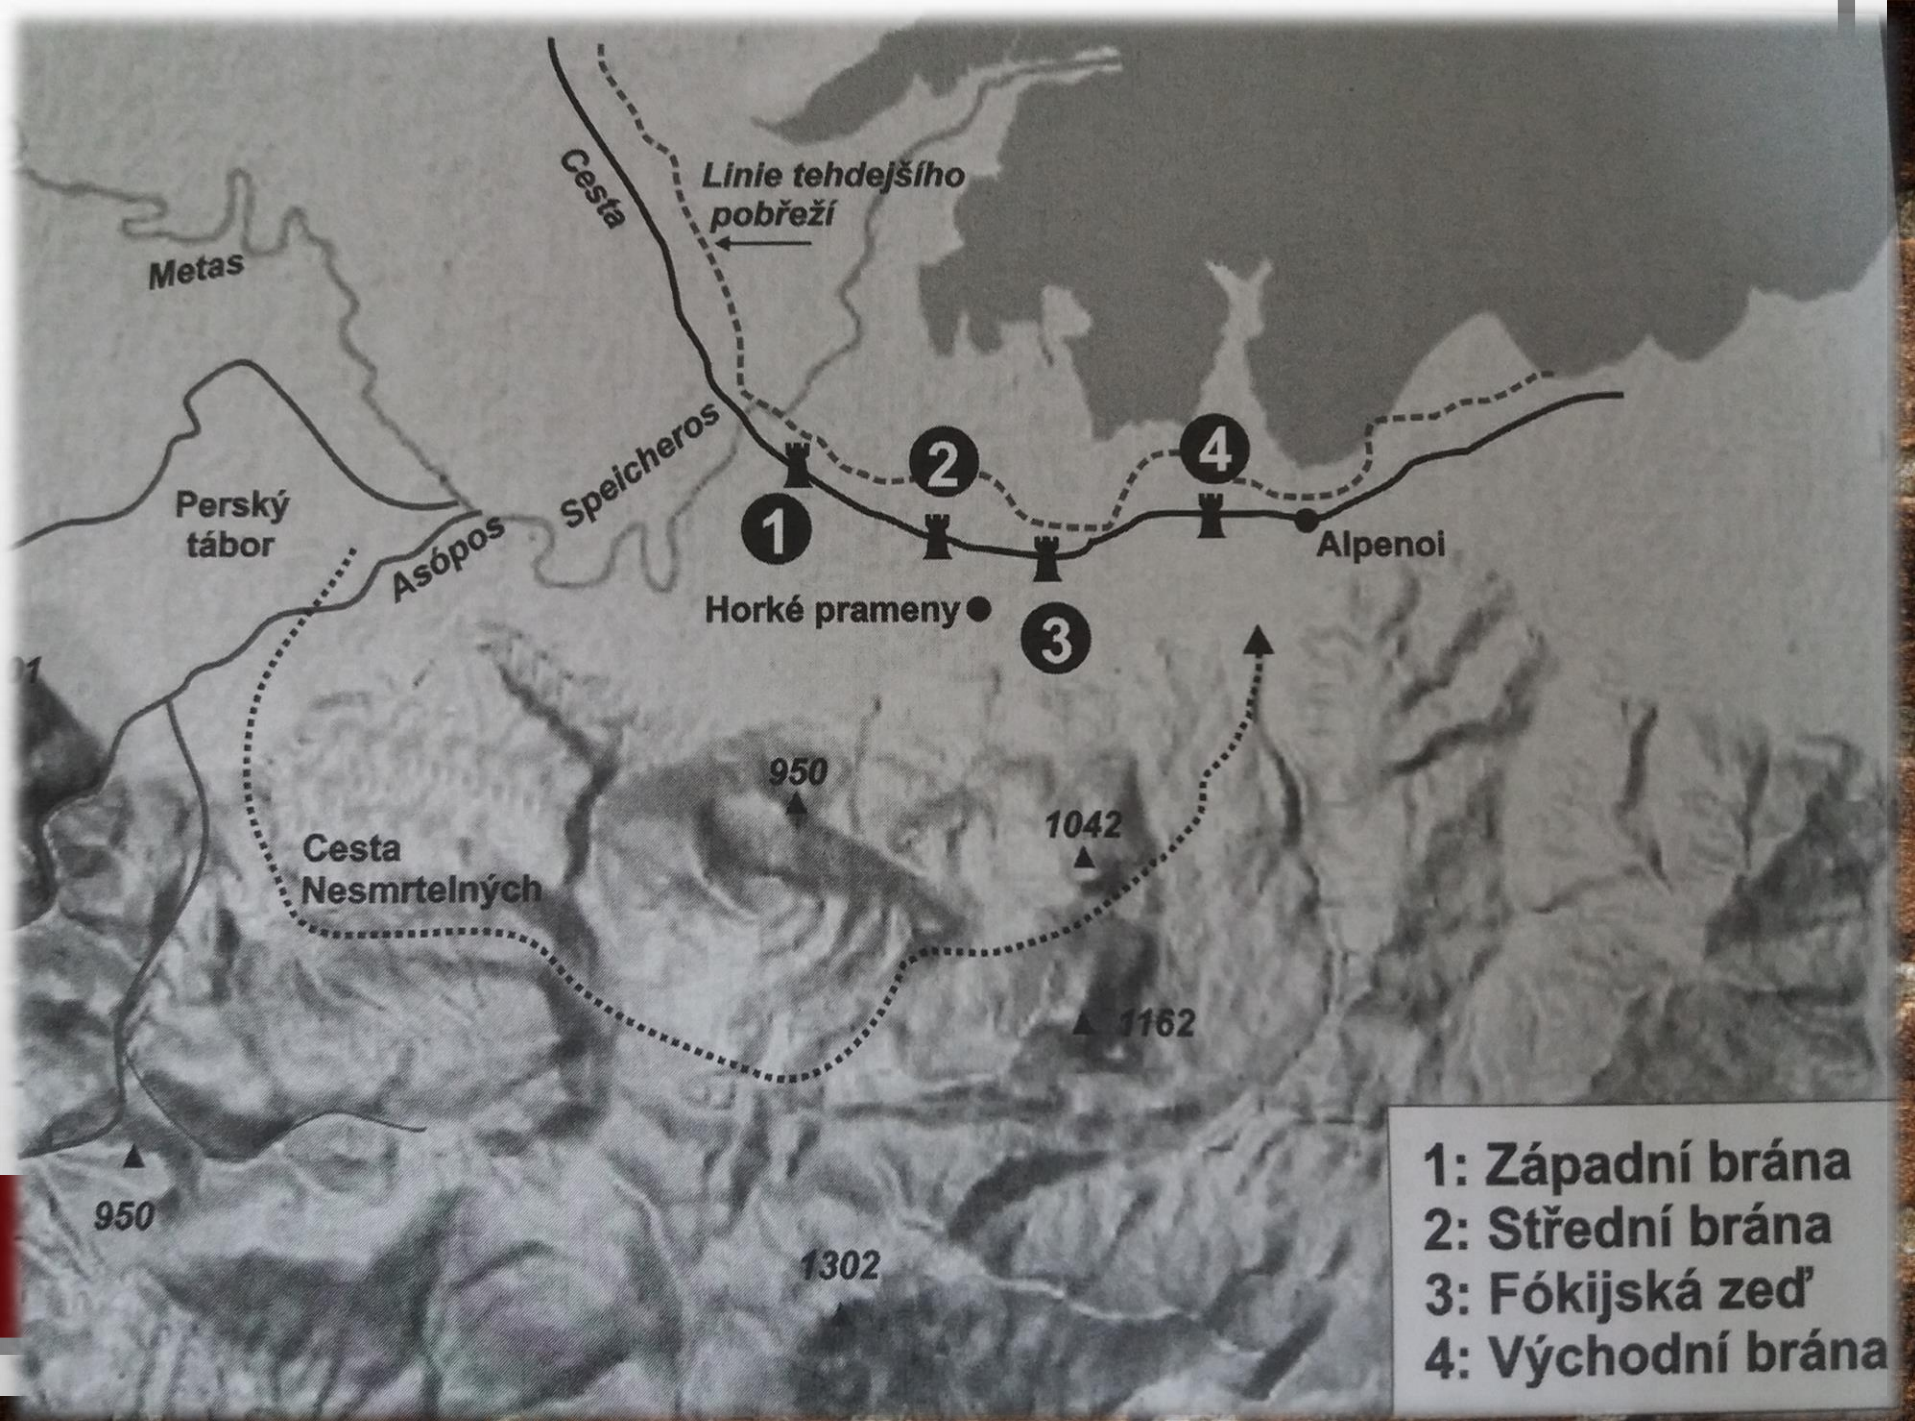 Cesta
Linie tehdejšího
pobřeží
Metas
Speicheros
Perský
tábor
Asópos
1
2
4
Alpenoi
Horké prameny
3
950
1042
Cesta
Nesmrtelných
1162
950
1302
1: Západní brána
2: Střední brána
3: Fókijská zeď
4: Východní brána